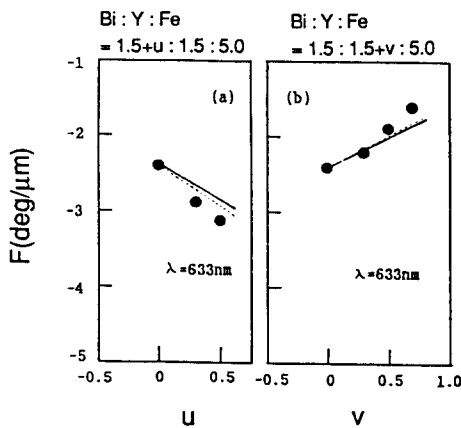 Bi : Y : Fe
= 1.5+u : 1.5 : 5.0
Bi : Y : Fe
= 1.5 : 1.5+v : 5.0
-1
-2
-3
-4
-5
F(deg/μm)
(a)
λ=633nm
-0.5
0
0.5
u
(b)
λ=633nm
-0.5
0
0.5
1.0
v